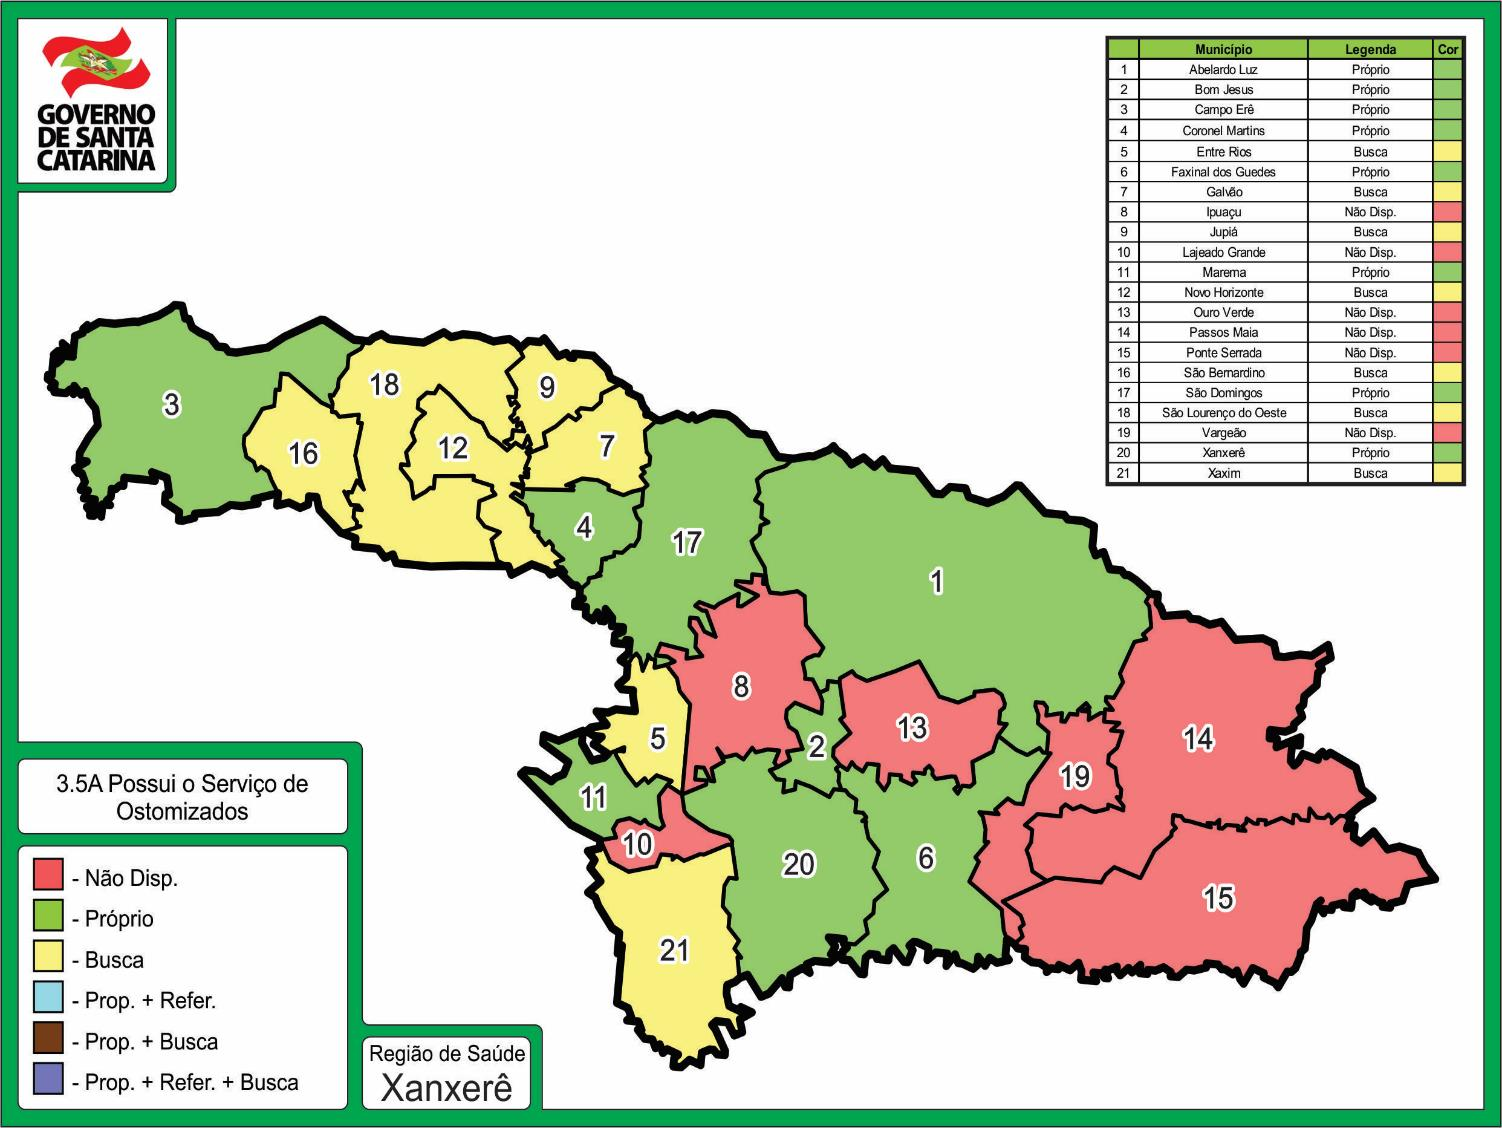 GOVERNO
DE SANTA
CATARINA
Município Legenda Cor
1 Abelardo Luz Próprio
2 Bom Jesus Próprio
3 Campo Erê Próprio
4 Coronel Martins Próprio
5 Entre Rios Busca
6 Faxinal dos Guedes Próprio
7 Galvão Busca
8 Ipuaçu Não Disp.
9 Jupiá Busca
10 Lajeado Grande Não Disp.
11 Marema Próprio
12 Novo Horizonte Busca
13 Ouro Verde Não Disp.
14 Passos Maia Não Disp.
15 Ponte Serrada Não Disp.
16 São Bernardino Busca
17 São Domingos Próprio
18 São Lourenço do Oeste Busca
19 Vargeão Não Disp.
20 Xanxerê Próprio
21 Xaxim Busca
3
18
9
16
12
7
4
17
1
8
5
2
13
14
19
11
10
20
6
15
21
3.5A Possui o Serviço de
Ostomizados
- Não Disp.
- Próprio
- Busca
- Prop. + Refer.
- Prop. + Busca
- Prop. + Refer. + Busca
Região de Saúde
Xanxerê